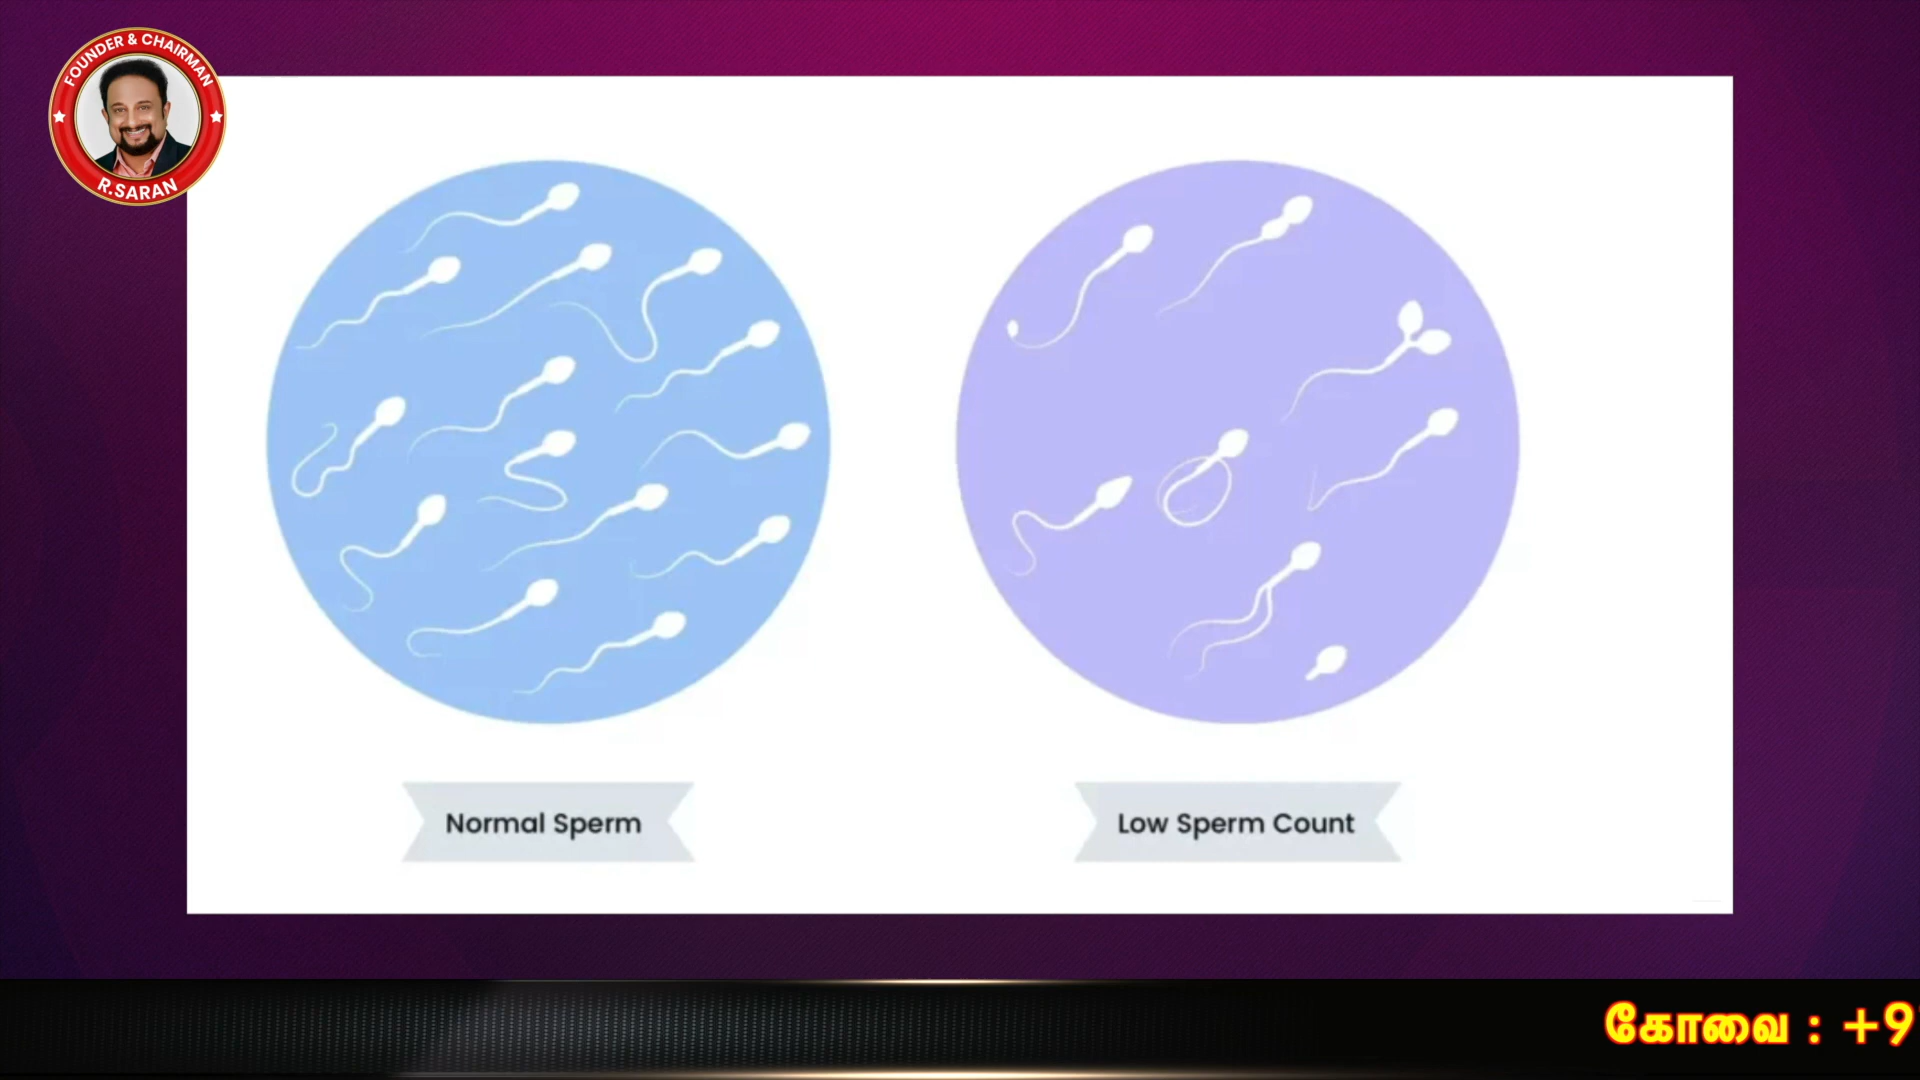 FOUNDER & CHAIRMAN
R.SARAN
Normal Sperm
Low Sperm Count
கோவை : +9